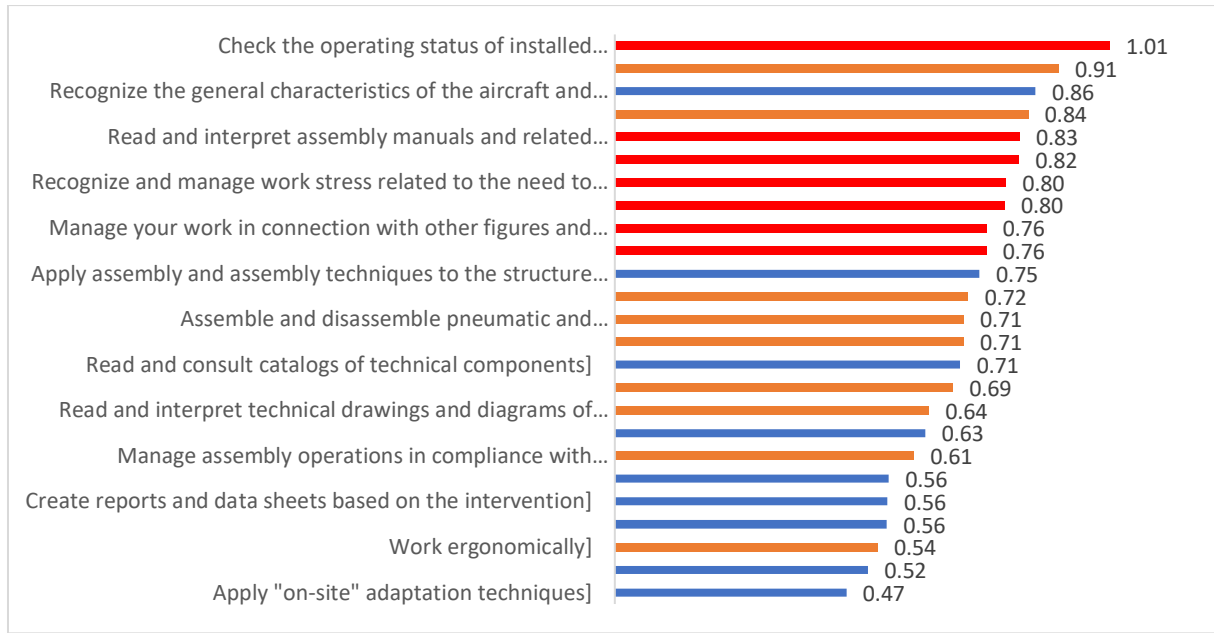 Check the operating status of installed... 1.01
0.91
Recognize the general characteristics of the aircraft and... 0.86
0.84
Read and interpret assembly manuals and related... 0.83
0.82
Recognize and manage work stress related to the need to... 0.80
0.80
Manage your work in connection with other figures and... 0.76
0.76
Apply assembly and assembly techniques to the structure... 0.75
0.72
Assemble and disassemble pneumatic and... 0.71
0.71
Read and consult catalogs of technical components] 0.71
0.69
Read and interpret technical drawings and diagrams of... 0.64
0.63
Manage assembly operations in compliance with... 0.61
0.56
Create reports and data sheets based on the intervention] 0.56
0.56
Work ergonomically] 0.54
0.52
Apply "on-site" adaptation techniques] 0.47